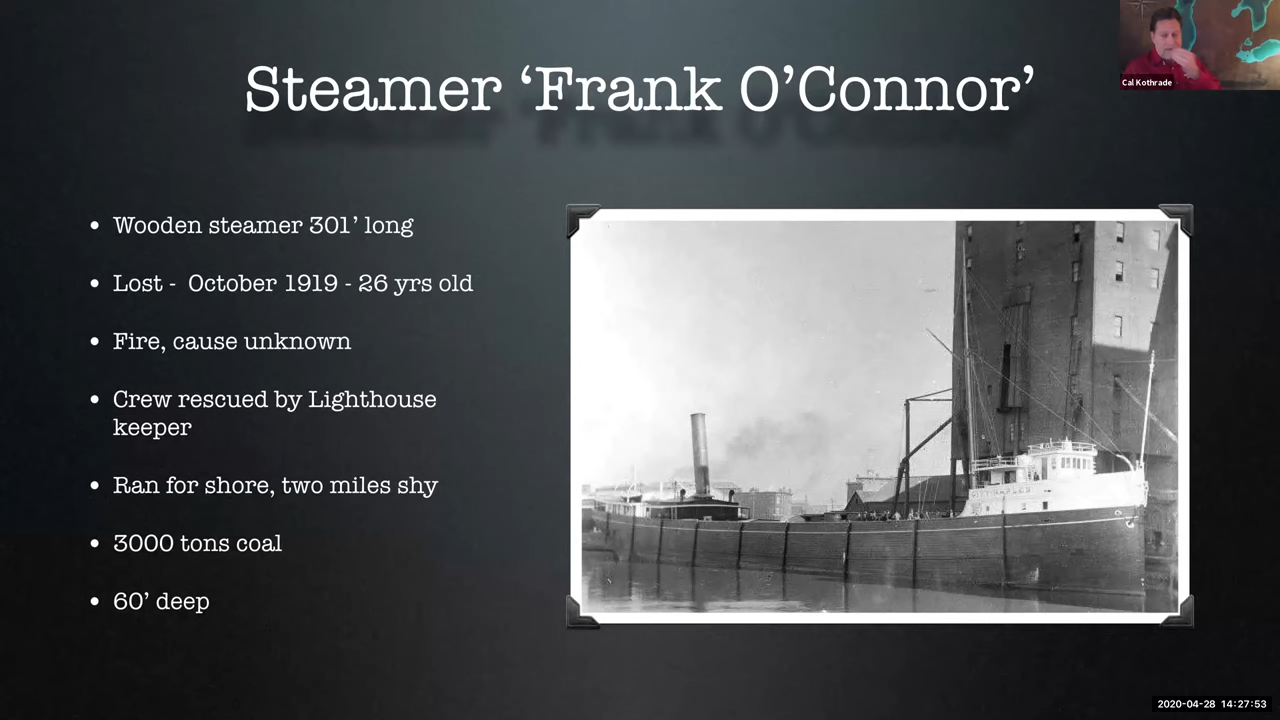 Cal Kothrade
Steamer ‘Frank O’Connor’
• Wooden steamer 301’ long
• Lost -  October 1919 - 26 yrs old
• Fire, cause unknown
• Crew rescued by Lighthouse
keeper
• Ran for shore, two miles shy
• 3000 tons coal
• 60’ deep
2020-04-28 14:27:53